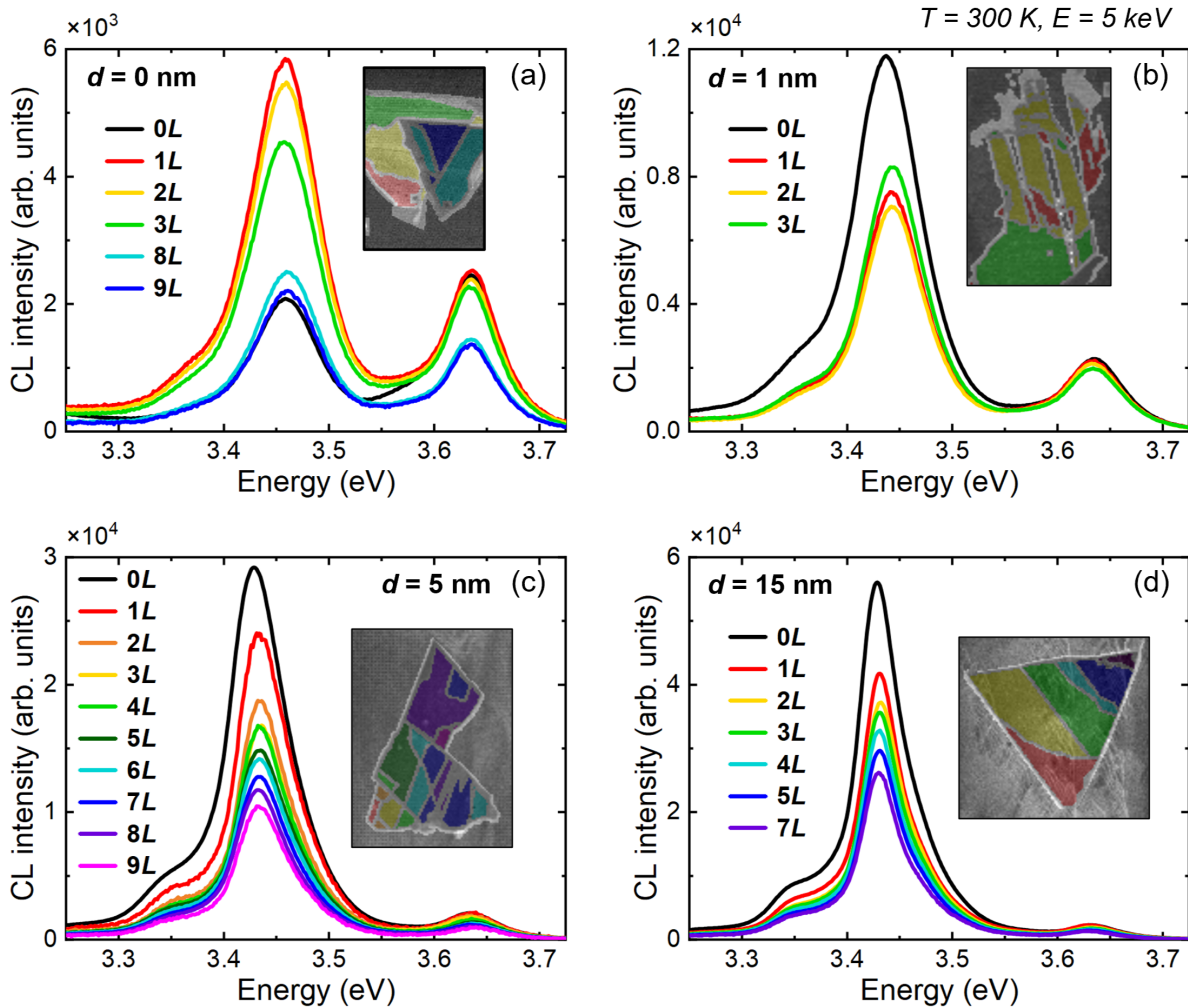 T = 300 K, E = 5 keV
×10³
d = 0 nm
(a)
0L
1L
2L
3L
8L
9L
CL intensity (arb. units)
6
4
2
0
3.3
3.4
3.5
3.6
3.7
Energy (eV)
×10⁴
d = 1 nm
(b)
0L
1L
2L
3L
CL intensity (arb. units)
1.2
0.8
0.4
0.0
3.3
3.4
3.5
3.6
3.7
Energy (eV)
×10⁴
d = 5 nm
(c)
0L
1L
2L
3L
4L
5L
6L
7L
8L
9L
CL intensity (arb. units)
3
2
1
0
3.3
3.4
3.5
3.6
3.7
Energy (eV)
×10⁴
d = 15 nm
(d)
0L
1L
2L
3L
4L
5L
7L
CL intensity (arb. units)
6
4
2
0
3.3
3.4
3.5
3.6
3.7
Energy (eV)